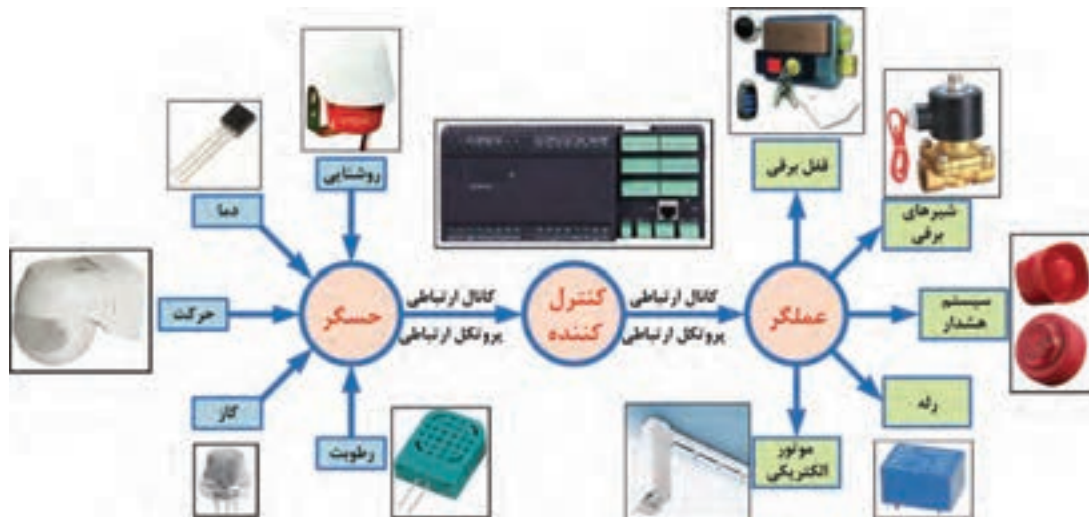 روشنایی
دما
حرکت
گاز
رطوبت
حسگر
کانال ارتباطی
پروتکل ارتباطی
کنترل
کننده
کانال ارتباطی
پروتکل ارتباطی
عملگر
قفل برقی
شیرهای
برقی
سیستم
هشدار
رله
موتور
الکتریکی